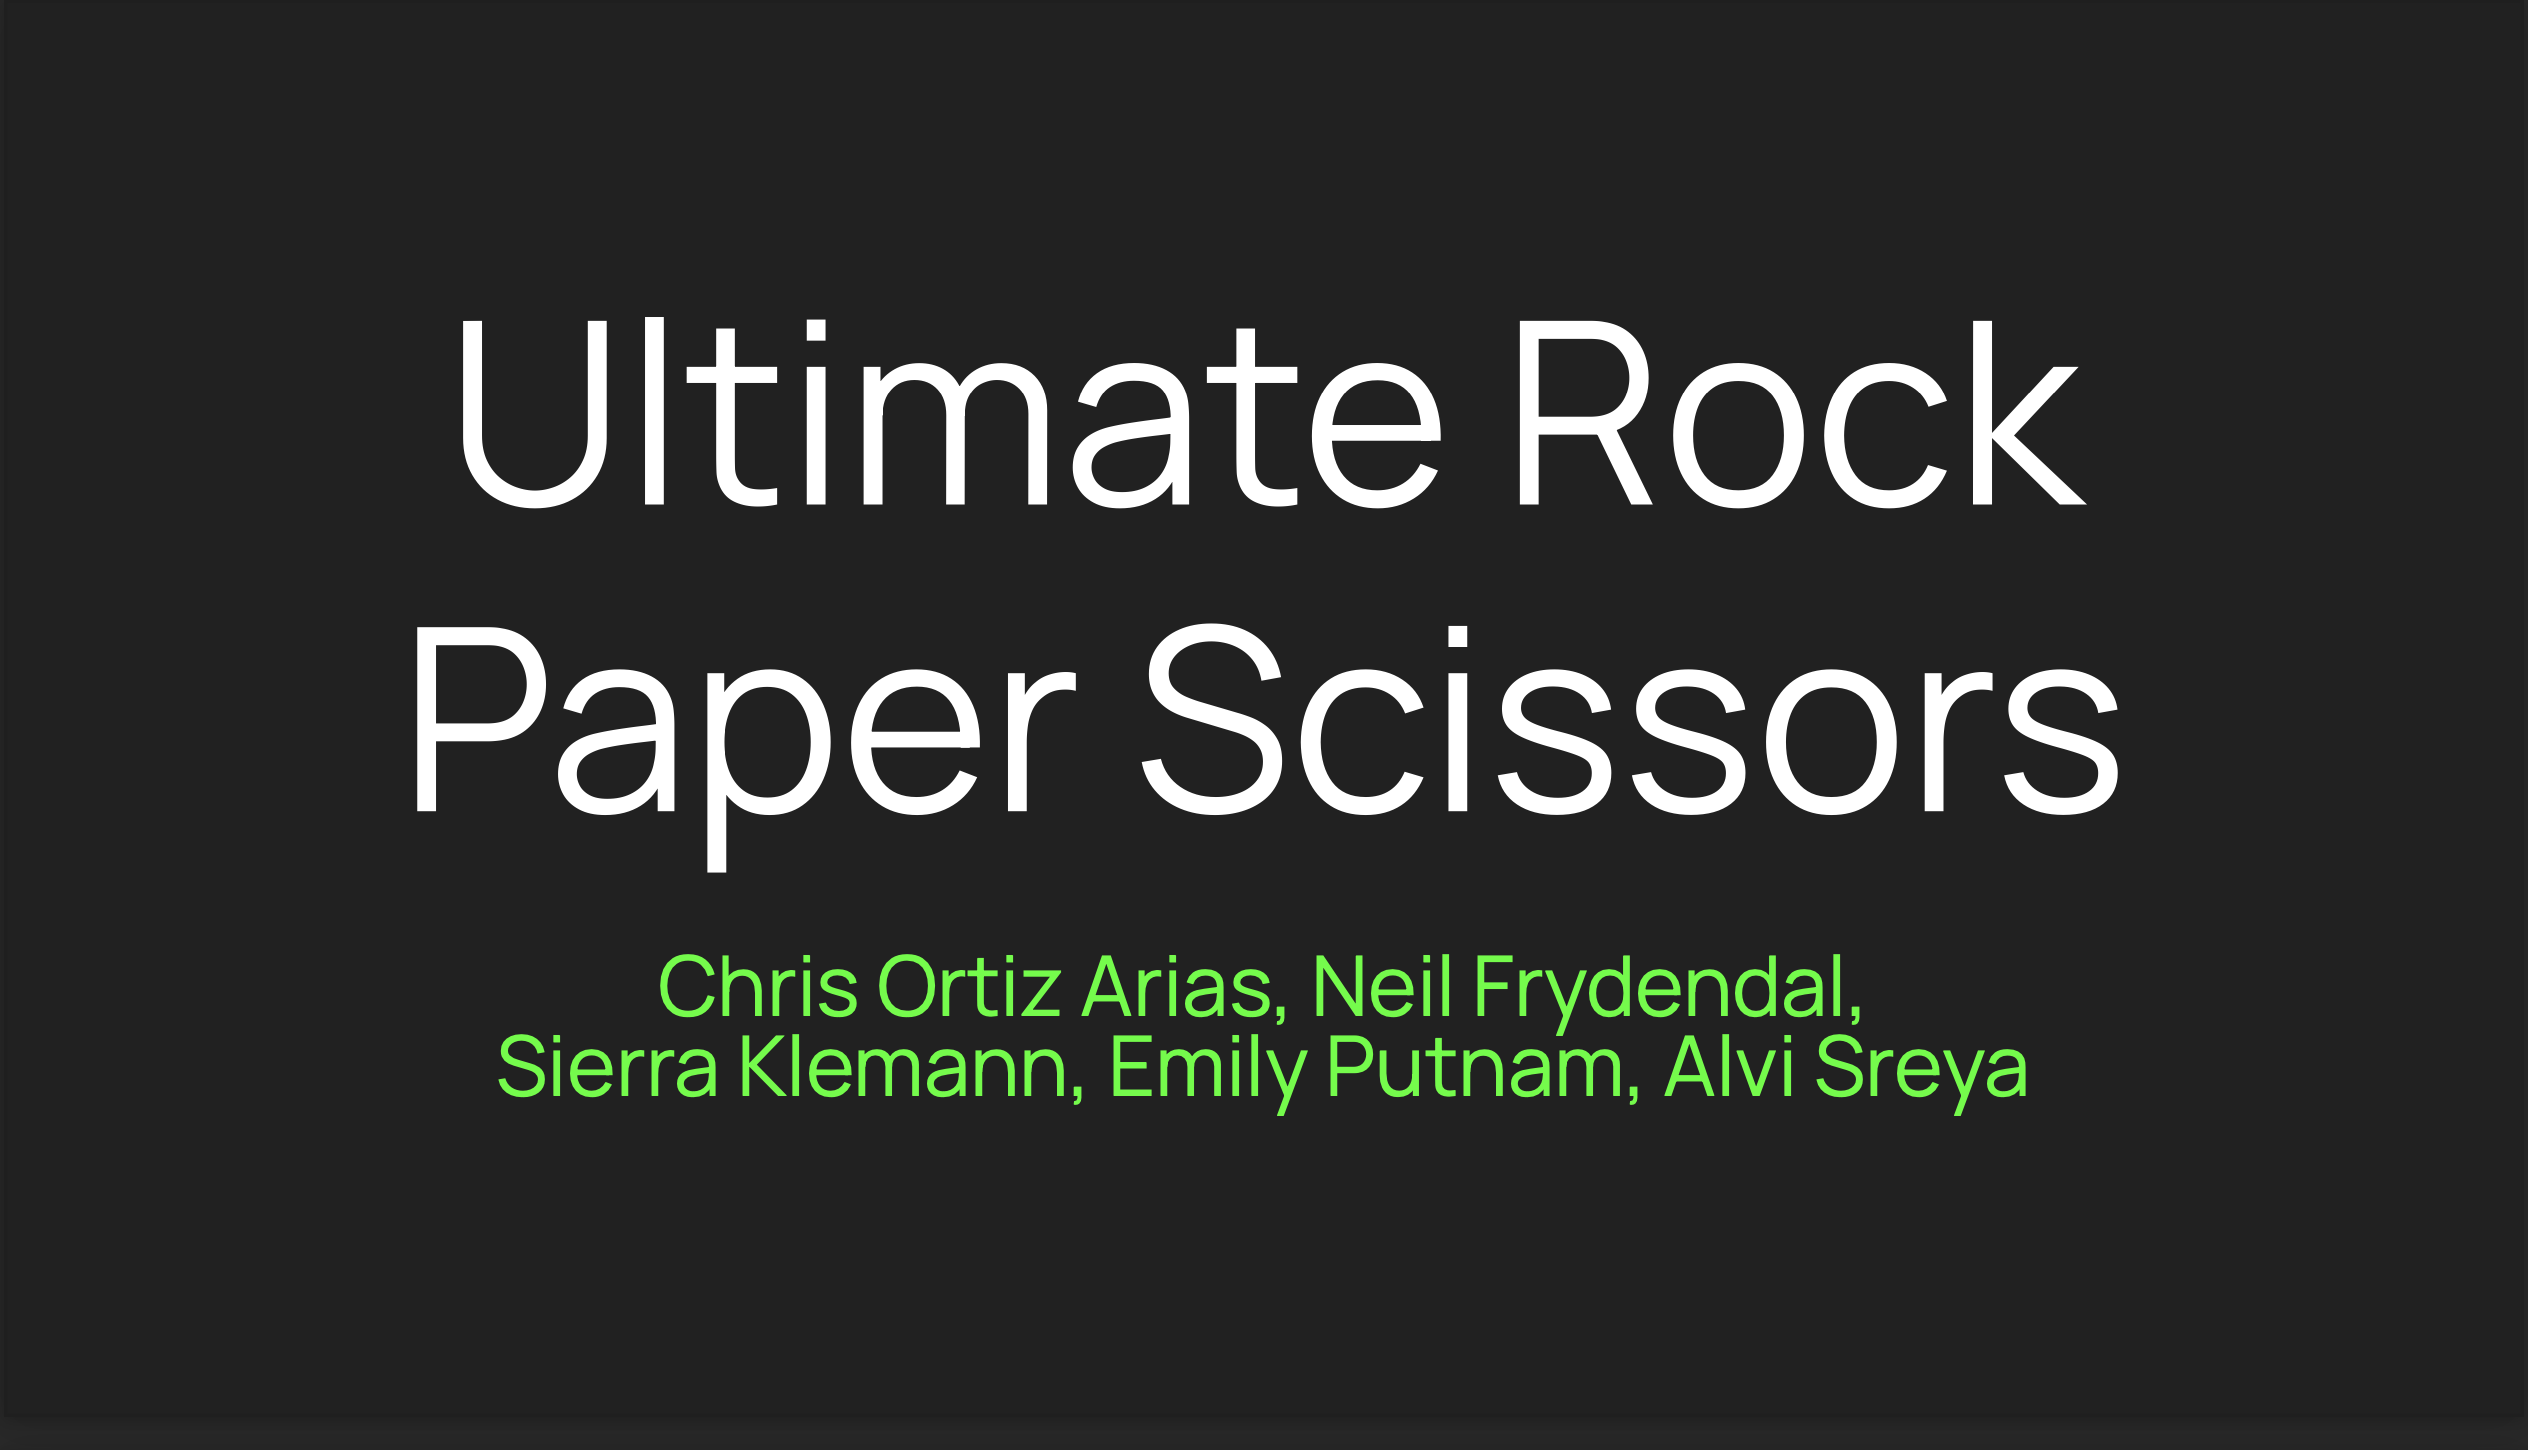 Ultimate Rock
Paper Scissors
Chris Ortiz Arias, Neil Frydendal,
Sierra Klemann, Emily Putnam, Alvi Sreya